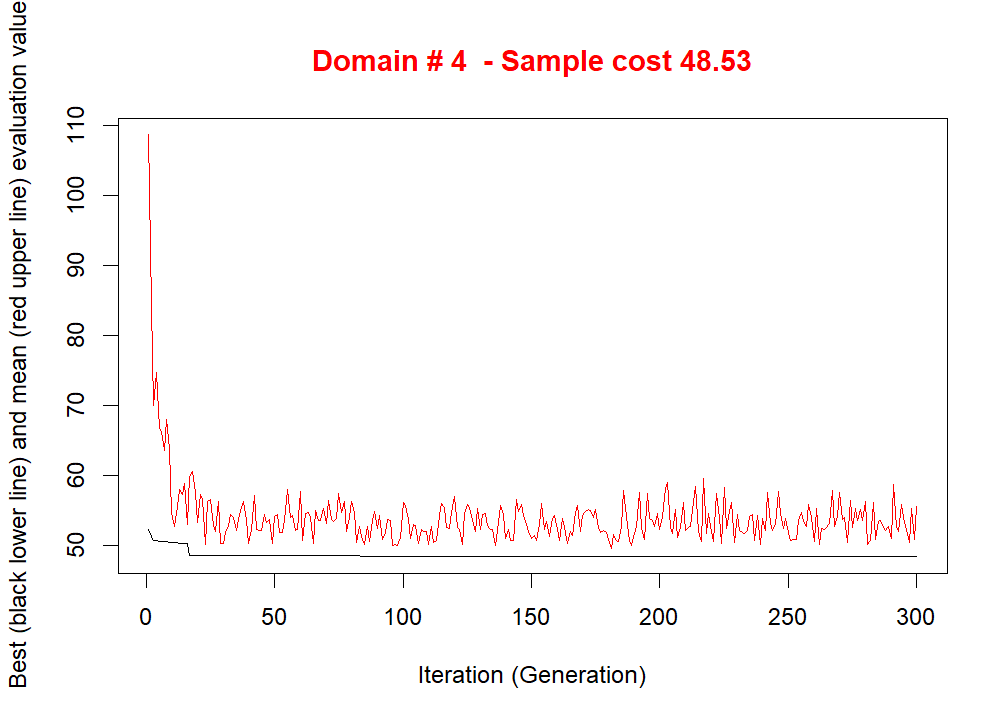 Domain # 4  - Sample cost 48.53
Best (black lower line) and mean (red upper line) evaluation value
110
100
90
80
70
60
50
0 50 100 150 200 250 300
Iteration (Generation)